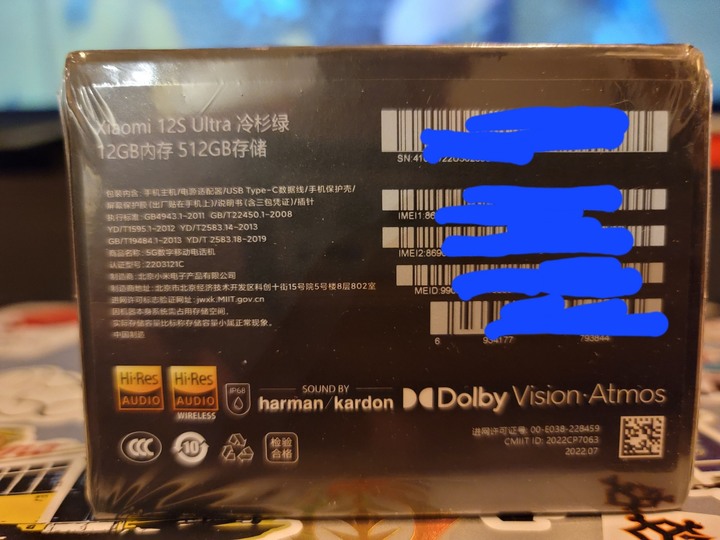 Xiaomi 12S Ultra 冷杉绿
12GB内存 512GB存储
SN:41
包装内含: 手机主机/电源适配器/USB Type-C数据线/手机保护壳/
屏幕保护膜 (出厂贴在手机上)/说明书(含三包凭证)/插针
执行标准: GB4943.1-2011 GB/T22450.1-2008
YD/T1595.1-2012 YD/T2583.14-2013
GB/T19484.1-2013 YD/T 2583.18-2019
商品名称: 5G数字移动电话机
认证型号: 2203121C
制造商: 北京小米电子产品有限公司
制造商地址: 北京市北京经济技术开发区科创十街15号院5号楼8层802室
进网许可标志验证网址: jwxk.MIIT.gov.cn
因机器本身系统需占用存储空间,
实际存储容量比标称存储容量小属正常现象。
中国制造
IMEI1:86
IMEI2:869
MEID:990
6 934177 793844
Hi-Res
AUDIO
Hi-Res
AUDIO
WIRELESS
IP68
SOUND BY
harman/kardon
Dolby Vision·Atmos
CCC
10
检验
合格
进网许可证号: 00-E038-228459
CMIIT ID: 2022CP7063
2022.07